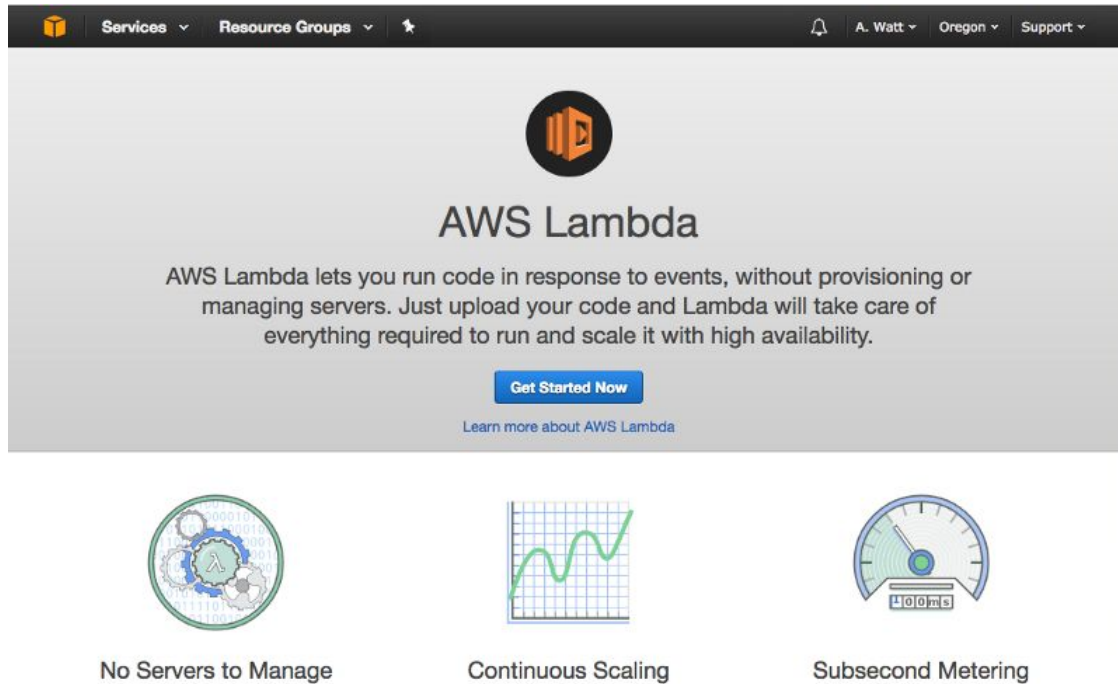 Services Resource Groups A. Watt Oregon Support
AWS Lambda
AWS Lambda lets you run code in response to events, without provisioning or
managing servers. Just upload your code and Lambda will take care of
everything required to run and scale it with high availability.
Get Started Now
Learn more about AWS Lambda
λ
100ms
No Servers to Manage Continuous Scaling Subsecond Metering